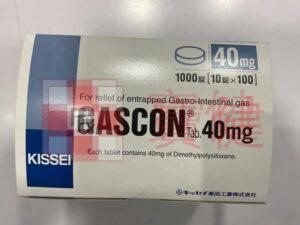 40mg
1000錠[10錠×100]
For relief of entrapped Gastro-Intestinal gas
GASCON® Tab. 40mg
KISSEI
Each tablet contains 40mg of Dimethylpolysiloxane.
キッセイ薬品工業株式会社